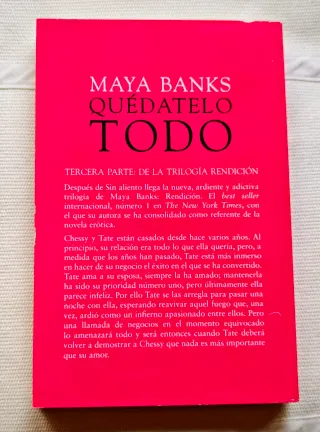 MAYA BANKS
QUÉDATELO
TODO
TERCERA PARTE: DE LA TRILOGÍA RENDICIÓN
Después de Sin aliento llega la nueva, ardiente y adictiva
trilogía de Maya Banks: Rendición. El best seller
internacional, número 1 en The New York Times, con
el que su autora se ha consolidado como referente de la
novela erótica.
Chessy y Tate están casados desde hace varios años. Al
principio, su relación era todo lo que ella quería, pero, a
medida que los años han pasado, Tate está más inmerso
en hacer de su negocio el éxito en el que se ha convertido.
Tate ama a su esposa, siempre la ha amado; mantenerla
ha sido su prioridad número uno, pero últimamente ella
parece infeliz. Por ello Tate se las arregla para pasar una
noche con ella, esperando reavivar aquel fuego que, una
vez, ardió como un infierno apasionado entre ellos. Pero
una llamada de negocios en el momento equivocado
lo amenazará todo y será entonces cuando Tate deberá
volver a demostrar a Chessy que nada es más importante
que su amor.